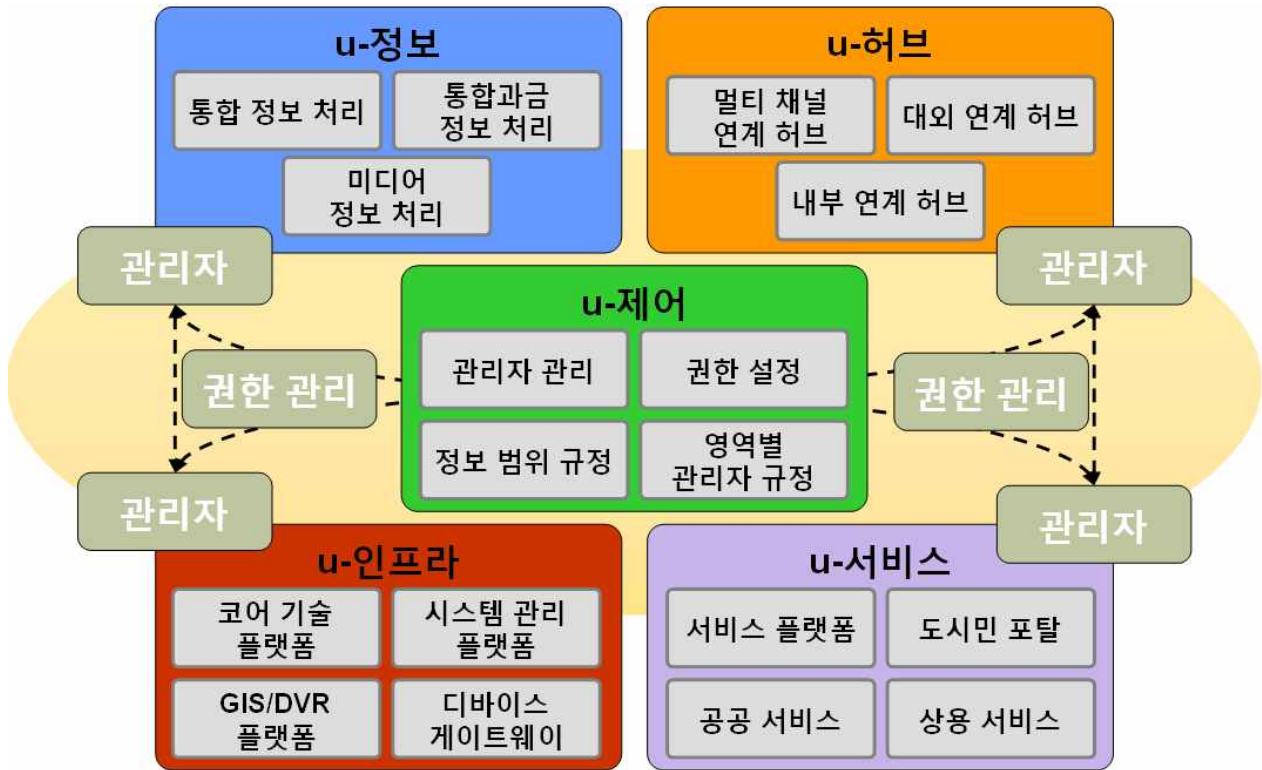 u-정보
통합 정보 처리
통합과금
정보 처리
미디어
정보 처리
u-허브
멀티 채널
연계 허브
대외 연계 허브
내부 연계 허브
관리자
관리자
u-제어
관리자 관리
권한 설정
정보 범위 규정
영역별
관리자 규정
권한 관리
권한 관리
관리자
관리자
u-인프라
코어 기술
플랫폼
시스템 관리
플랫폼
GIS/DVR
플랫폼
디바이스
게이트웨이
u-서비스
서비스 플랫폼
도시민 포탈
공공 서비스
상용 서비스